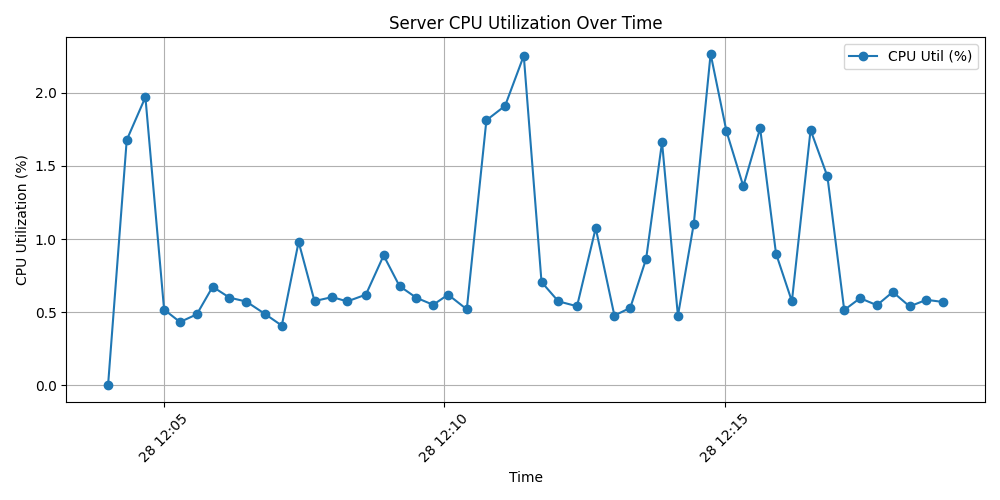 Server CPU Utilization Over Time
CPU Util (%)
CPU Utilization (%)
2.0
1.5
1.0
0.5
0.0
28 12:05
28 12:10
28 12:15
Time